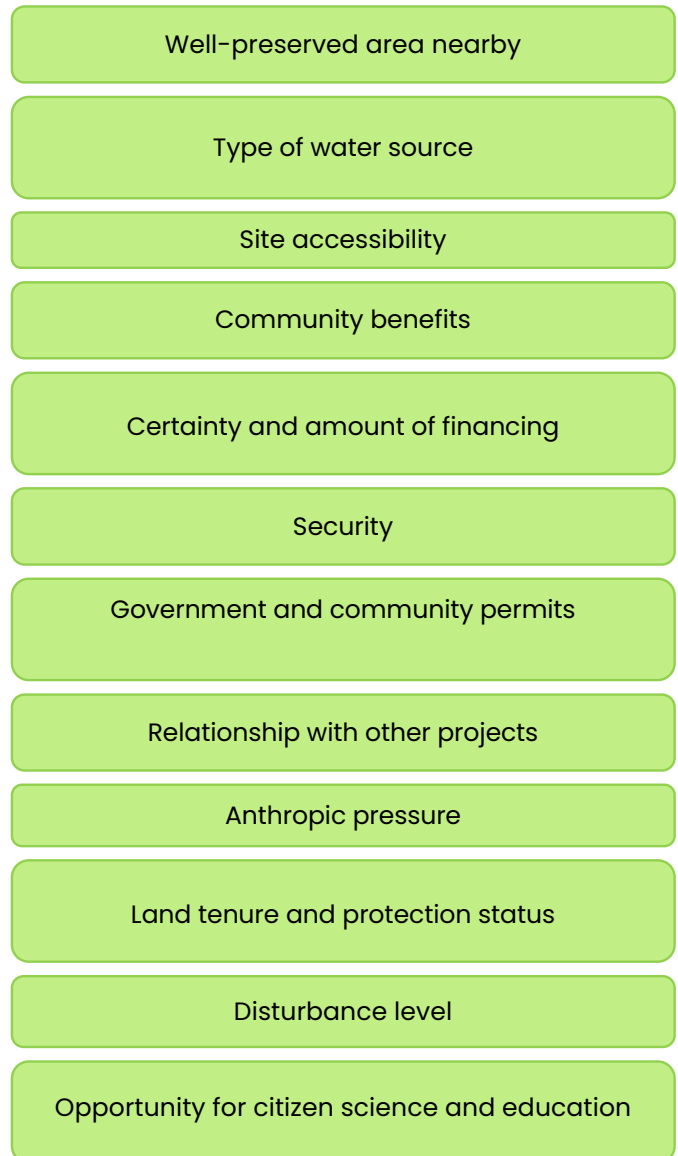 Well-preserved area nearby
Type of water source
Site accessibility
Community benefits
Certainty and amount of financing
Security
Government and community permits
Relationship with other projects
Anthropic pressure
Land tenure and protection status
Disturbance level
Opportunity for citizen science and education